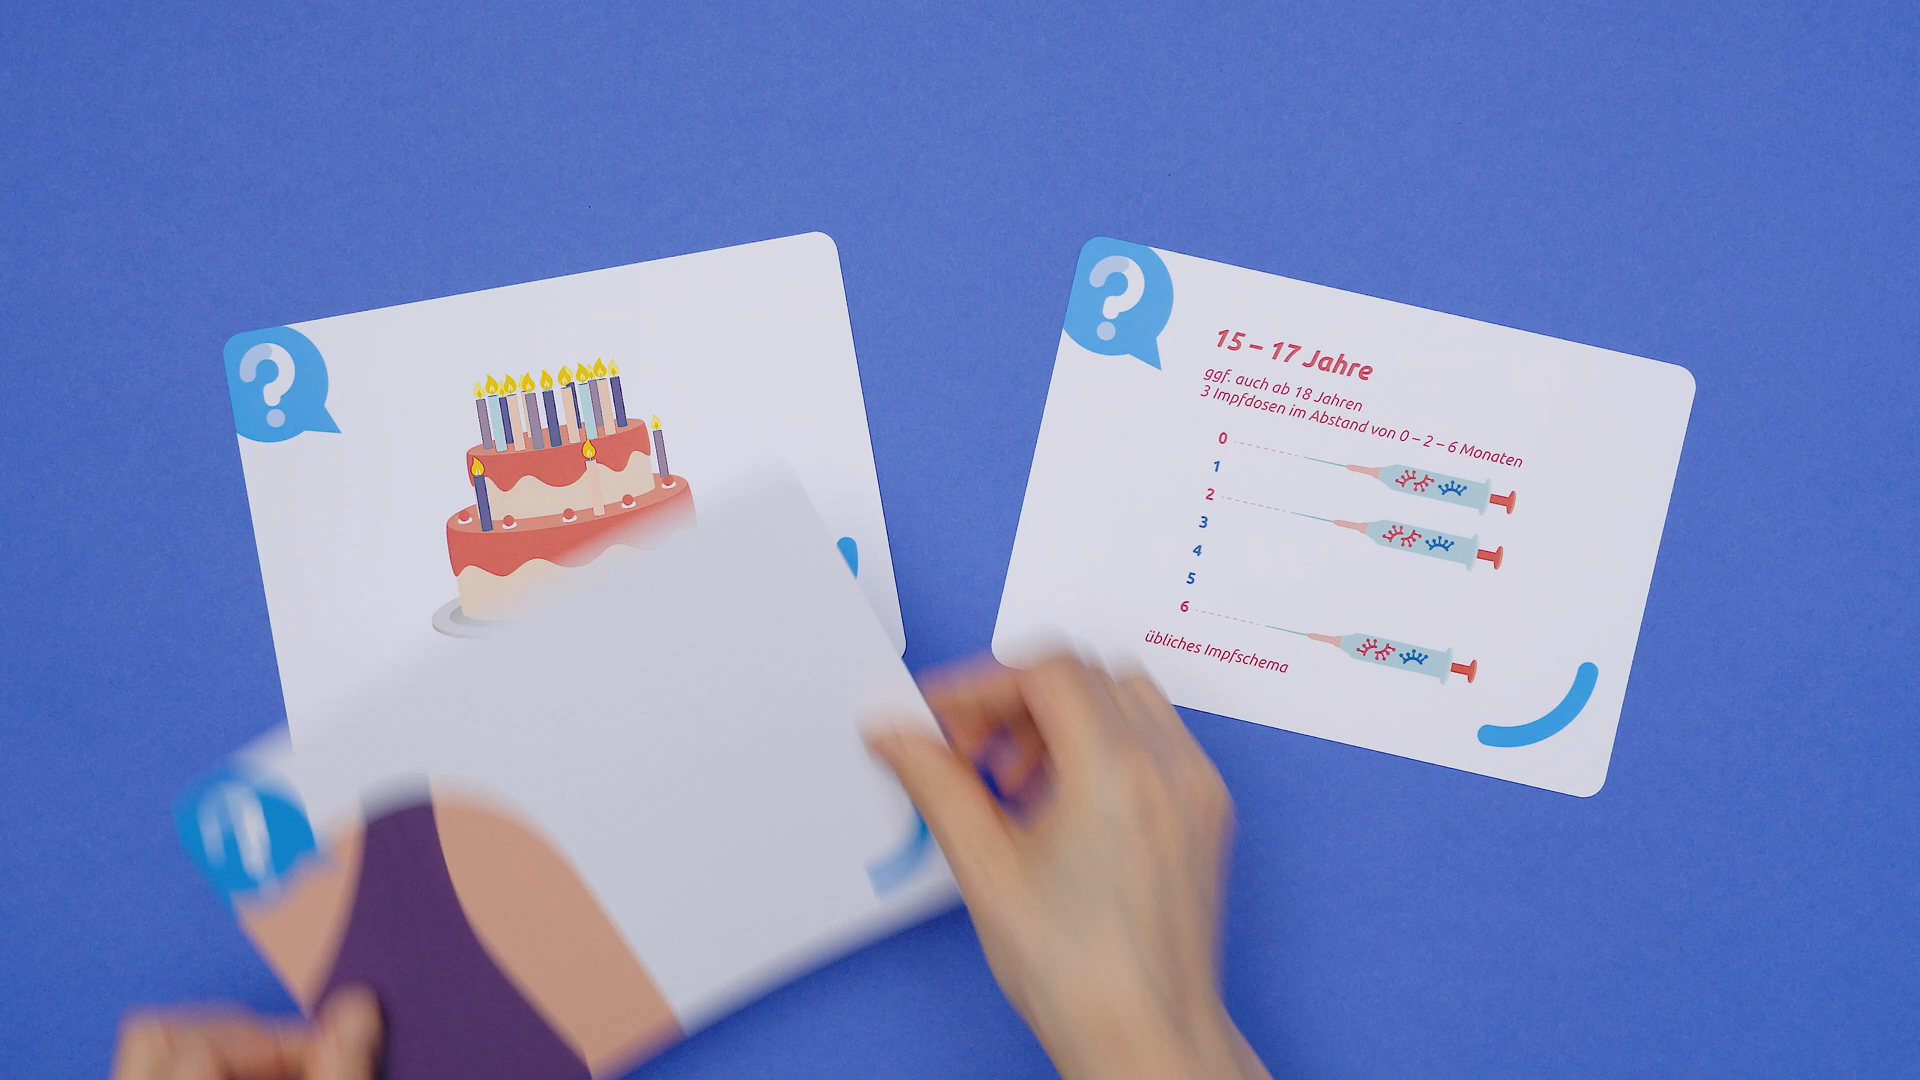 ?
?
15 – 17 Jahre
ggf. auch ab 18 Jahren
3 Impfdosen im Abstand von 0 – 2 – 6 Monaten
0
1
2
3
4
5
6
übliches Impfschema